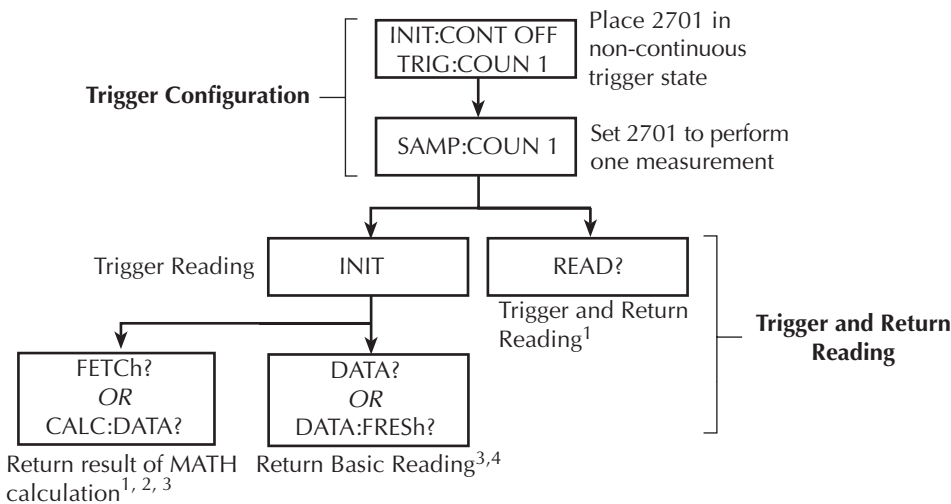 INIT:CONT OFF
TRIG:COUN 1
Place 2701 in
non-continuous
trigger state
Trigger Configuration
SAMP:COUN 1
Set 2701 to perform
one measurement
Trigger Reading
INIT
READ?
Trigger and Return
Reading1
Trigger and Return
Reading
FETCh?
OR
CALC:DATA?
DATA?
OR
DATA:FRESh?
Return result of MATH
calculation1, 2, 3
Return Basic Reading3,4